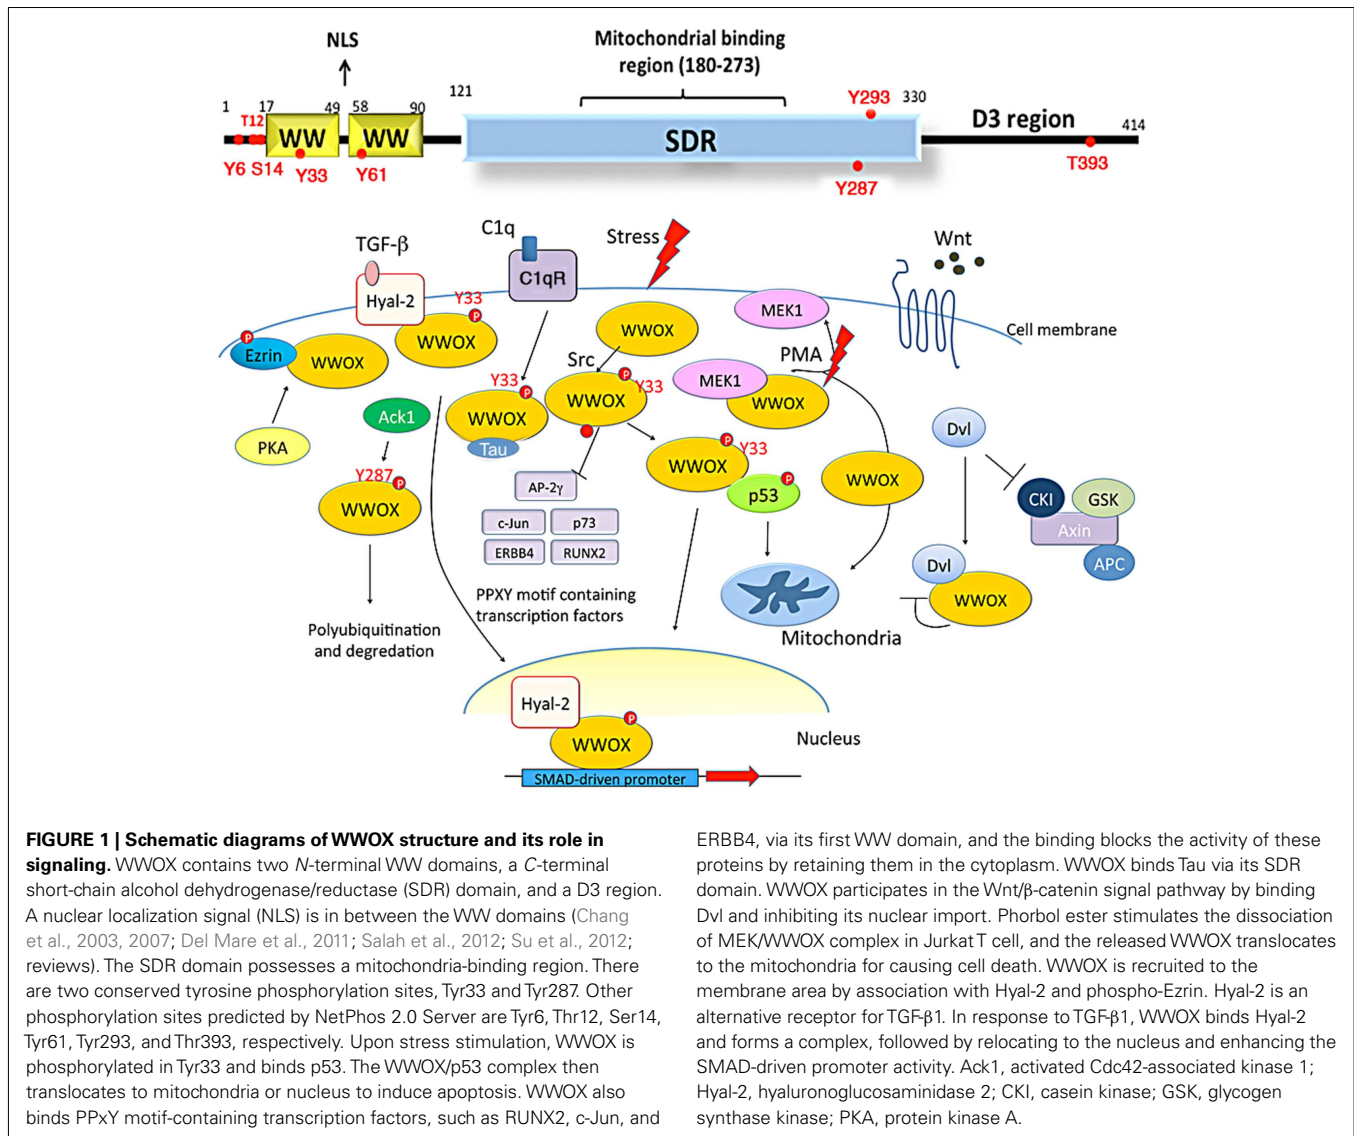 NLS
Mitochondrial binding
region (180-273)
1
17
49
58
90
121
330
414
T12
Y293
WW
WW
SDR
D3 region
Y6
S14
Y33
Y61
Y287
T393
TGF-β
C1q
Stress
Wnt
Hyal-2
C1qR
MEK1
Cell membrane
Y33
P
WWOX
P
Ezrin
WWOX
WWOX
Src
PMA
P
Y33
WWOX
MEK1
WWOX
Y33
P
WWOX
Tau
Ack1
PKA
Y287
P
WWOX
P
Y33
WWOX
P
p53
WWOX
Dvl
CKI
GSK
Axin
APC
AP-2γ
c-Jun
p73
ERBB4
RUNX2
PPXY motif containing
transcription factors
Dvl
WWOX
Mitochondria
Polyubiquitination
and degredation
Hyal-2
P
WWOX
Nucleus
SMAD-driven promoter
FIGURE 1 | Schematic diagrams of WWOX structure and its role in
signaling. WWOX contains two N-terminal WW domains, a C-terminal
short-chain alcohol dehydrogenase/reductase (SDR) domain, and a D3 region.
A nuclear localization signal (NLS) is in between the WW domains (Chang
et al., 2003, 2007; Del Mare et al., 2011; Salah et al., 2012; Su et al., 2012;
reviews). The SDR domain possesses a mitochondria-binding region. There
are two conserved tyrosine phosphorylation sites, Tyr33 and Tyr287. Other
phosphorylation sites predicted by NetPhos 2.0 Server are Tyr6, Thr12, Ser14,
Tyr61, Tyr293, and Thr393, respectively. Upon stress stimulation, WWOX is
phosphorylated in Tyr33 and binds p53. The WWOX/p53 complex then
translocates to mitochondria or nucleus to induce apoptosis. WWOX also
binds PPxY motif-containing transcription factors, such as RUNX2, c-Jun, and
ERBB4, via its first WW domain, and the binding blocks the activity of these
proteins by retaining them in the cytoplasm. WWOX binds Tau via its SDR
domain. WWOX participates in the Wnt/β-catenin signal pathway by binding
Dvl and inhibiting its nuclear import. Phorbol ester stimulates the dissociation
of MEK/WWOX complex in Jurkat T cell, and the released WWOX translocates
to the mitochondria for causing cell death. WWOX is recruited to the
membrane area by association with Hyal-2 and phospho-Ezrin. Hyal-2 is an
alternative receptor for TGF-β1. In response to TGF-β1, WWOX binds Hyal-2
and forms a complex, followed by relocating to the nucleus and enhancing the
SMAD-driven promoter activity. Ack1, activated Cdc42-associated kinase 1;
Hyal-2, hyaluronoglucosaminidase 2; CKI, casein kinase; GSK, glycogen
synthase kinase; PKA, protein kinase A.